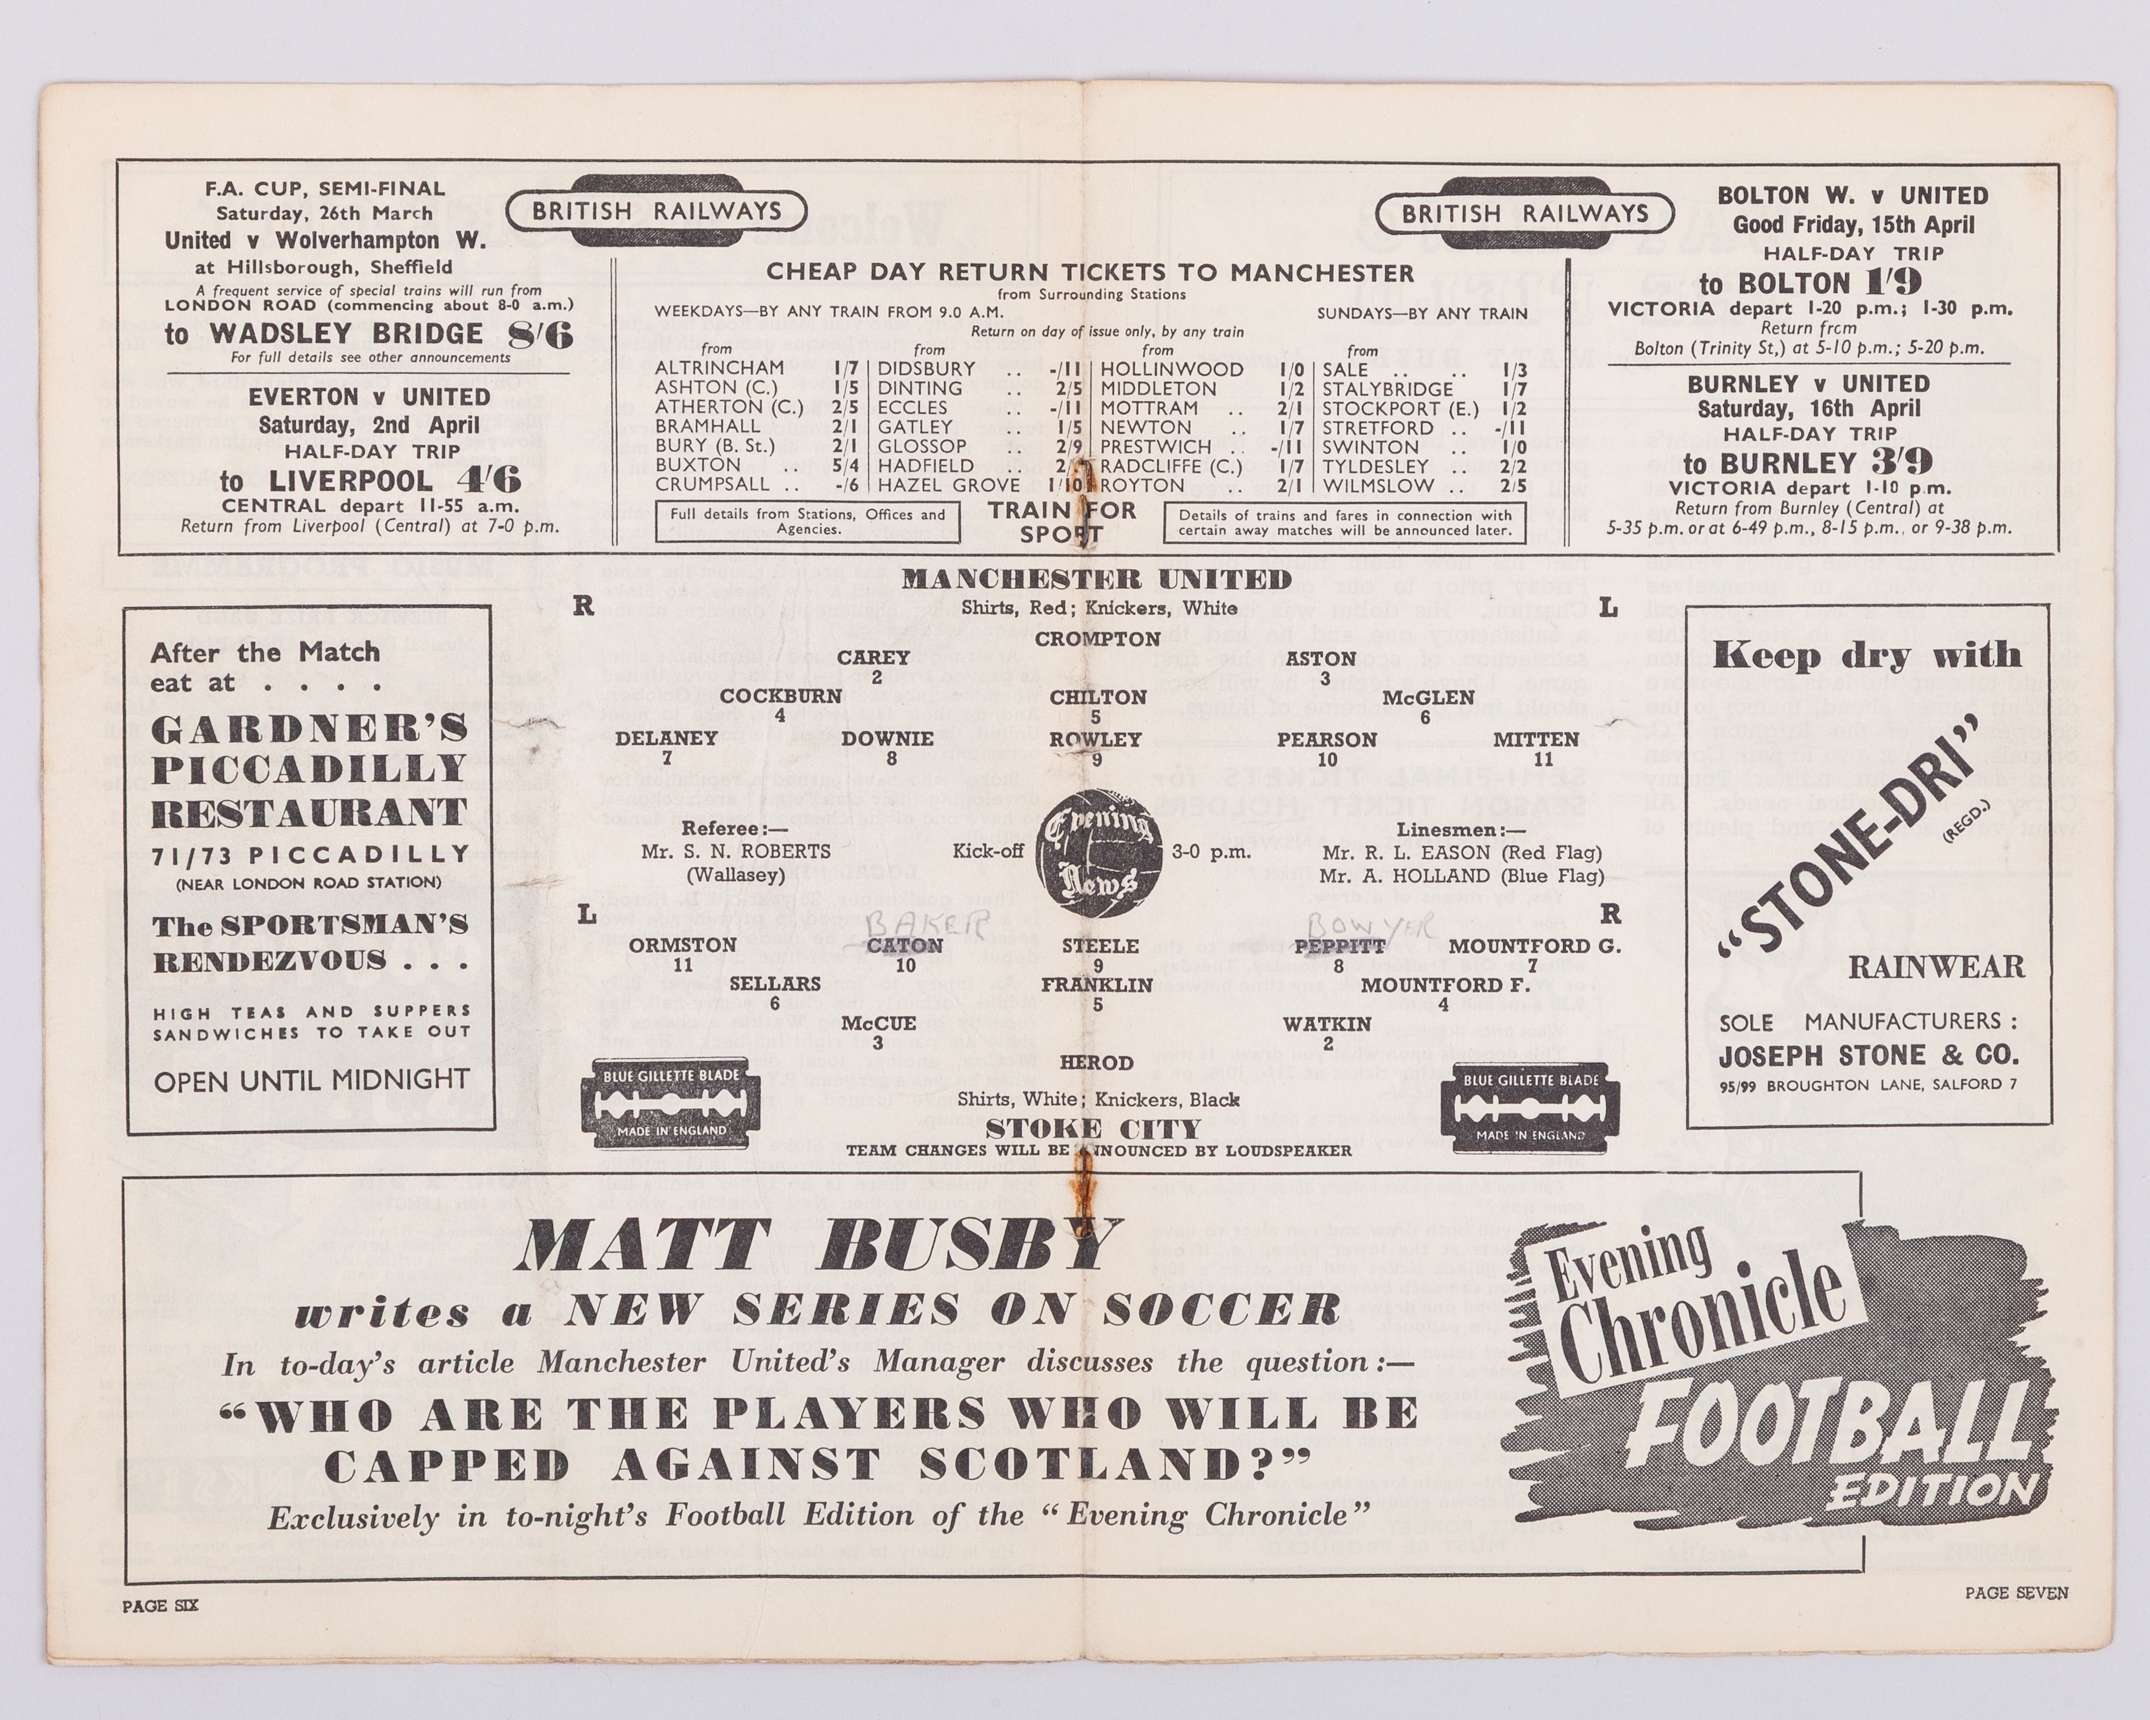 F.A. CUP, SEMI-FINAL
Saturday, 26th March
United v Wolverhampton W.
at Hillsborough, Sheffield
A frequent service of special trains will run from
LONDON ROAD (commencing about 8-0 a.m.)
to WADSLEY BRIDGE 8/6
For full details see other announcements
EVERTON v UNITED
Saturday, 2nd April
HALF-DAY TRIP
to LIVERPOOL 4/6
CENTRAL depart 11-55 a.m.
Return from Liverpool (Central) at 7-0 p.m.
BRITISH RAILWAYS
BRITISH RAILWAYS
CHEAP DAY RETURN TICKETS TO MANCHESTER
from Surrounding Stations
WEEKDAYS—BY ANY TRAIN FROM 9.0 A.M. SUNDAYS—BY ANY TRAIN
Return on day of issue only, by any train
from from from from
ALTRINCHAM 1/7 DIDSBURY .. -/11 HOLLINWOOD 1/0 SALE .. .. 1/3
ASHTON (C.) 1/5 DINTING .. 2/5 MIDDLETON 1/2 STALYBRIDGE 1/7
ATHERTON (C.) 2/5 ECCLES .. -/11 MOTTRAM .. 2/1 STOCKPORT (E.) 1/2
BRAMHALL 2/1 GATLEY .. 1/5 NEWTON .. 1/7 STRETFORD .. -/11
BURY (B. St.) 2/1 GLOSSOP .. 2/9 PRESTWICH .. -/11 SWINTON .. 1/0
BUXTON .. 5/4 HADFIELD .. RADCLIFFE (C.) 1/7 TYLDESLEY .. 2/2
CRUMPSALL .. -/6 HAZEL GROVE 1/10 ROYTON .. 2/1 WILMSLOW .. 2/5
Full details from Stations, Offices and
Agencies.
TRAIN FOR
SPORT
Details of trains and fares in connection with
certain away matches will be announced later.
BOLTON W. v UNITED
Good Friday, 15th April
HALF-DAY TRIP
to BOLTON 1/9
VICTORIA depart 1-20 p.m.; 1-30 p.m.
Return from
Bolton (Trinity St.) at 5-10 p.m.; 5-20 p.m.
BURNLEY v UNITED
Saturday, 16th April
HALF-DAY TRIP
to BURNLEY 3/9
VICTORIA depart 1-10 p.m.
Return from Burnley (Central) at
5-35 p.m. or at 6-49 p.m., 8-15 p.m., or 9-38 p.m.
After the Match
eat at . . . .
GARDNER'S
PICCADILLY
RESTAURANT
71/73 PICCADILLY
(NEAR LONDON ROAD STATION)
The SPORTSMAN'S
RENDEZVOUS . . .
HIGH TEAS AND SUPPERS
SANDWICHES TO TAKE OUT
OPEN UNTIL MIDNIGHT
MANCHESTER UNITED
R L
Shirts, Red; Knickers, White
CROMPTON
CAREY ASTON
2 3
COCKBURN CHILTON McGLEN
4 5 6
DELANEY DOWNIE ROWLEY PEARSON MITTEN
7 8 9 10 11
Referee:—
Mr. S. N. ROBERTS
(Wallasey)
Kick-off Evening News 3-0 p.m.
Linesmen:—
Mr. R. L. EASON (Red Flag)
Mr. A. HOLLAND (Blue Flag)
L R
BAKER BOWYER
ORMSTON CATON STEELE PEPPITT MOUNTFORD G.
11 10 9 8 7
SELLARS FRANKLIN MOUNTFORD F.
6 5 4
McCUE WATKIN
3 2
HEROD
Shirts, White; Knickers, Black
STOKE CITY
TEAM CHANGES WILL BE ANNOUNCED BY LOUDSPEAKER
BLUE GILLETTE BLADE
MADE IN ENGLAND
BLUE GILLETTE BLADE
MADE IN ENGLAND
Keep dry with
"STONE-DRI"
(REGD.)
RAINWEAR
SOLE MANUFACTURERS :
JOSEPH STONE & CO.
95/99 BROUGHTON LANE, SALFORD 7
MATT BUSBY
writes a NEW SERIES ON SOCCER
In to-day's article Manchester United's Manager discusses the question:—
"WHO ARE THE PLAYERS WHO WILL BE
CAPPED AGAINST SCOTLAND?"
Exclusively in to-night's Football Edition of the "Evening Chronicle"
Evening
Chronicle
FOOTBALL
EDITION
PAGE SIX
PAGE SEVEN